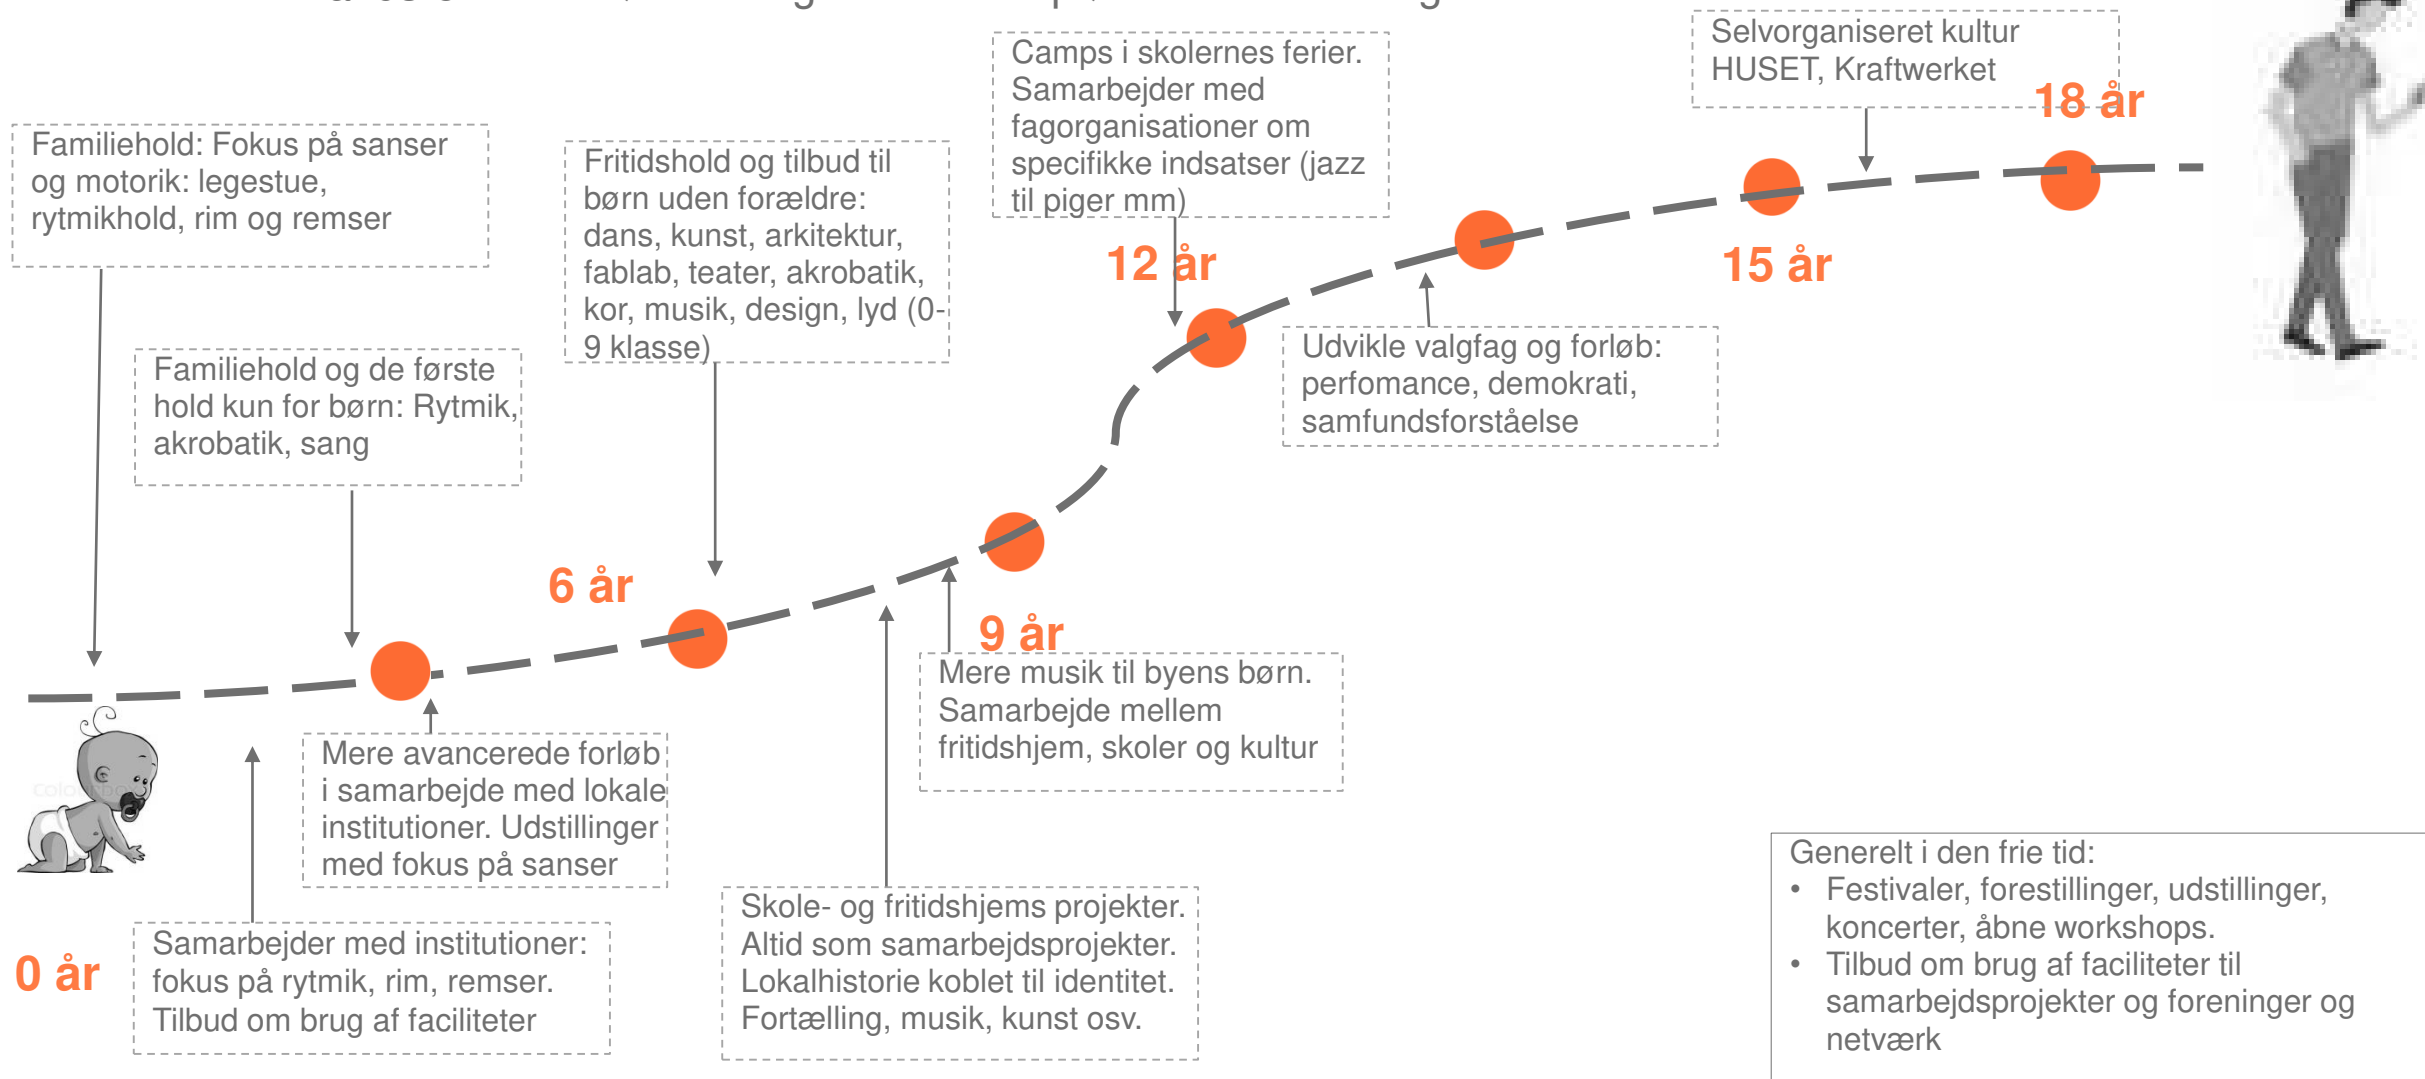 Selvorganiseret kultur
HUSET, Kraftwerket
18 år
Camps i skolernes ferier.
Samarbejder med
fagorganisationer om
specifikke indsatser (jazz
til piger mm)
12 år
15 år
Familiehold: Fokus på sanser
og motorik: legestue,
rytmikhold, rim og remser
Fritidshold og tilbud til
børn uden forældre:
dans, kunst, arkitektur,
fablab, teater, akrobatik,
kor, musik, design, lyd (0-
9 klasse)
Familiehold og de første
hold kun for børn: Rytmik,
akrobatik, sang
Udvikle valgfag og forløb:
perfomance, demokrati,
samfundsforståelse
6 år
9 år
Mere musik til byens børn.
Samarbejde mellem
fritidshjem, skoler og kultur
Mere avancerede forløb
i samarbejde med lokale
institutioner. Udstillinger
med fokus på sanser
0 år
Samarbejder med institutioner:
fokus på rytmik, rim, remser.
Tilbud om brug af faciliteter
Skole- og fritidshjems projekter.
Altid som samarbejdsprojekter.
Lokalhistorie koblet til identitet.
Fortælling, musik, kunst osv.
Generelt i den frie tid:
• Festivaler, forestillinger, udstillinger,
koncerter, åbne workshops.
• Tilbud om brug af faciliteter til
samarbejdsprojekter og foreninger og
netværk